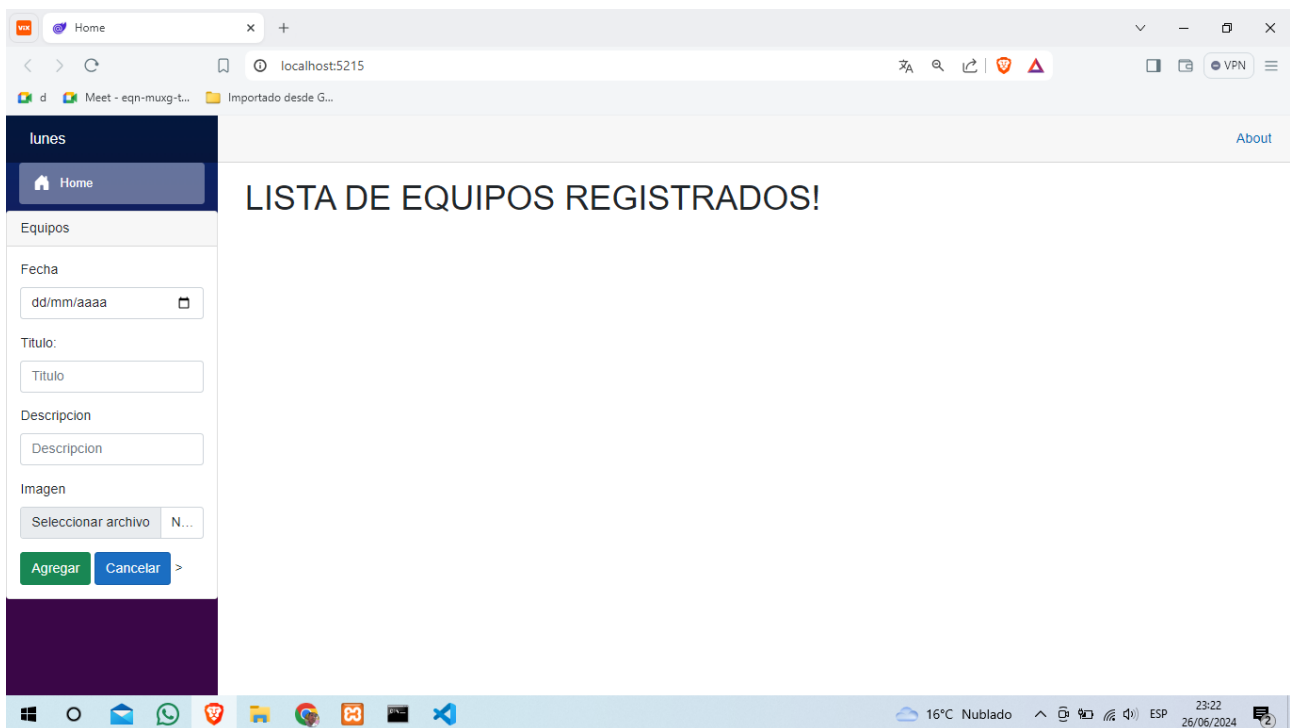 VIX
Home
localhost:5215
VPN
d
Meet - eqn-muxg-t...
Importado desde G...
lunes
About
Home
LISTA DE EQUIPOS REGISTRADOS!
Equipos
Fecha
dd/mm/aaaa
Titulo:
Titulo
Descripcion
Descripcion
Imagen
Seleccionar archivo N...
Agregar Cancelar >
16°C Nublado
ESP
23:22
26/06/2024
2